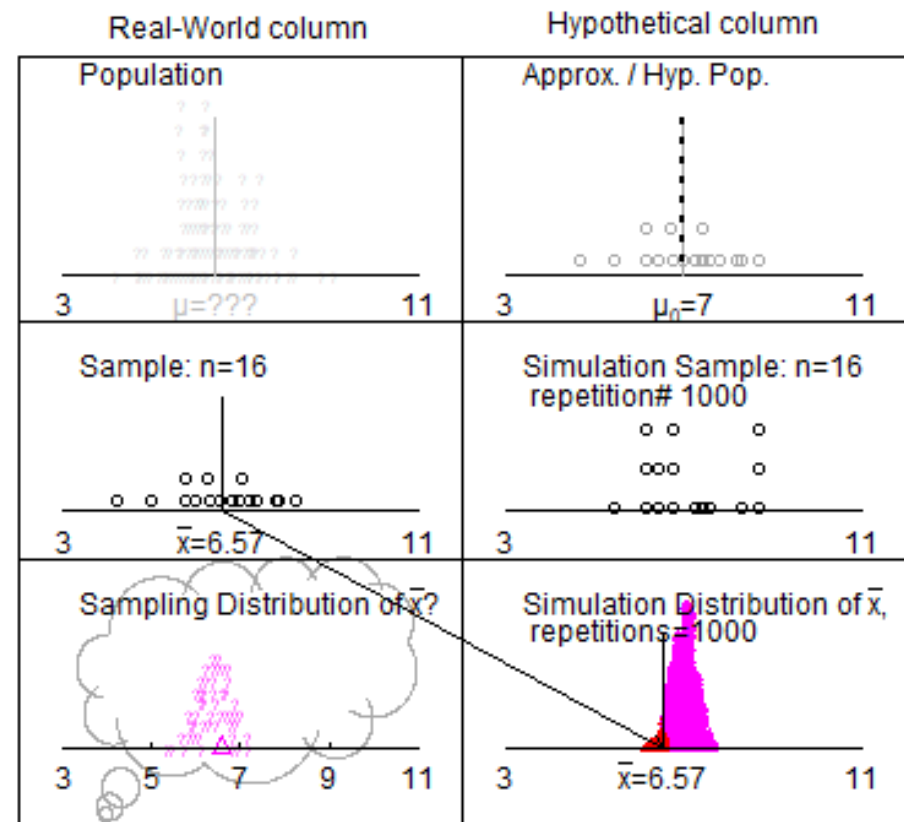 Real-World column
Hypothetical column
Population
μ=???
3
11
Approx. / Hyp. Pop.
μ₀=7
3
11
Sample: n=16
x̄=6.57
3
11
Simulation Sample: n=16
repetition# 1000
3
11
Sampling Distribution of x̄?
3
5
7
9
11
Simulation Distribution of x̄,
repetitions=1000
3
x̄=6.57
11